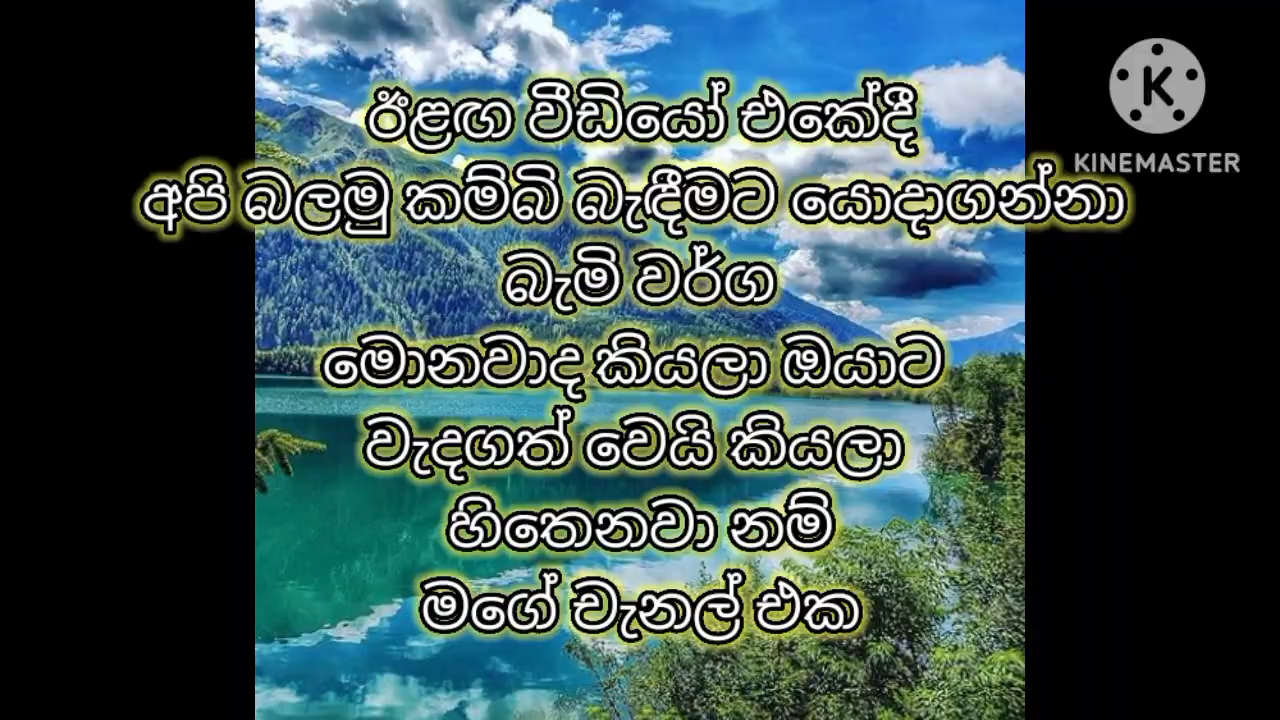 ඊළඟ වීඩියෝ එකේදී
අපි බලමු කම්බි බැඳීමට යොදාගන්නා
බැමි වර්ග
මොනවාද කියලා ඔයාට
වැදගත් වෙයි කියලා
හිතෙනවා නම්
මගේ චැනල් එක
K
KINEMASTER